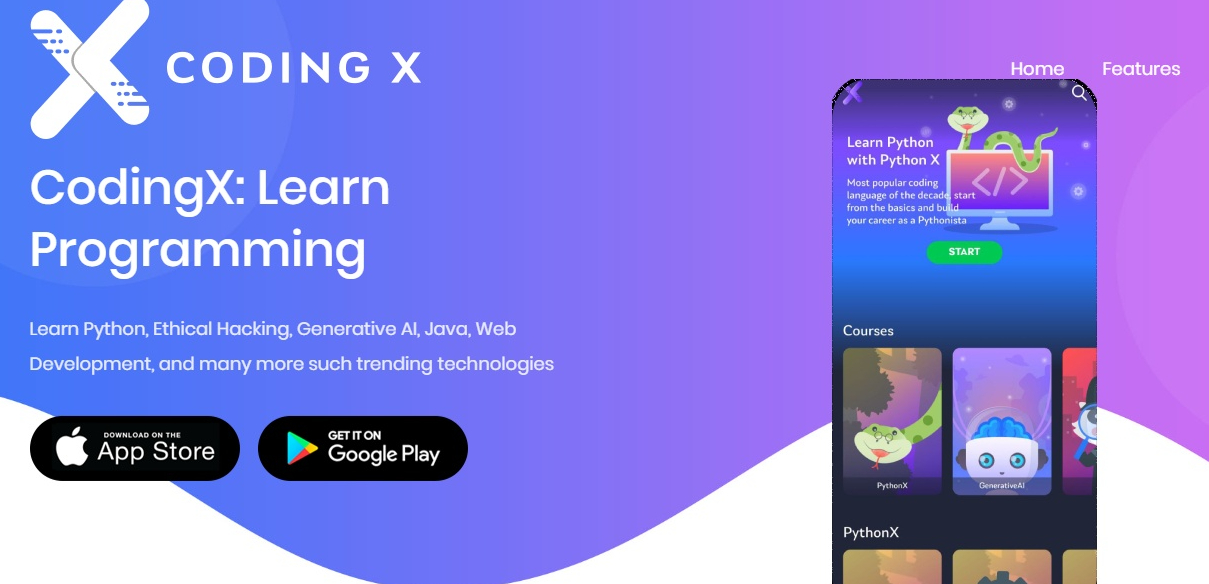 CODING X
Home
Features
CodingX: Learn
Programming
Learn Python, Ethical Hacking, Generative AI, Java, Web
Development, and many more such trending technologies
Download on the
App Store
GET IT ON
Google Play
Learn Python
with Python X
Most popular coding
language of the decade, start
from the basics and build
your career as a Pythonista
START
Courses
PythonX
GenerativeAI
PythonX